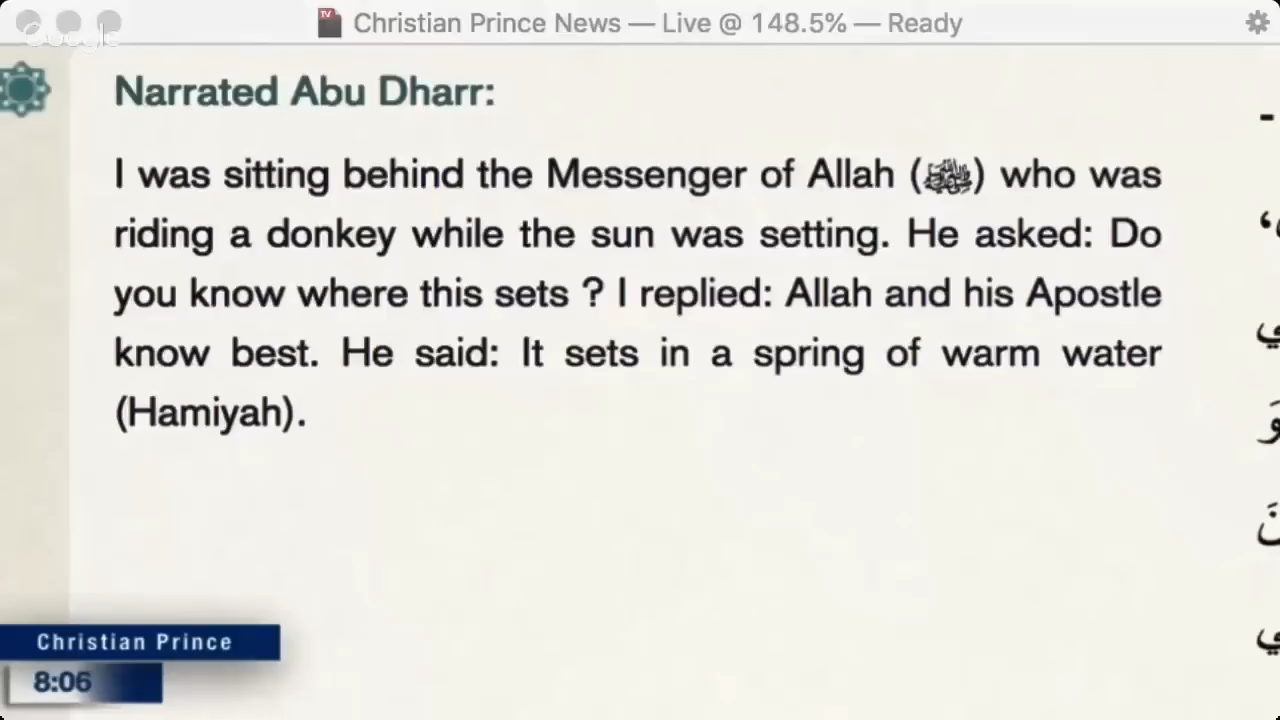 TV
Christian Prince News — Live @ 148.5% — Ready
Google
Narrated Abu Dharr:
I was sitting behind the Messenger of Allah (ﷺ) who was
riding a donkey while the sun was setting. He asked: Do
you know where this sets ? I replied: Allah and his Apostle
know best. He said: It sets in a spring of warm water
(Hamiyah).
Christian Prince
8:06